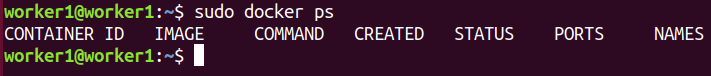 worker1@worker1:~$ sudo docker ps
CONTAINER ID   IMAGE     COMMAND   CREATED   STATUS    PORTS     NAMES
worker1@worker1:~$